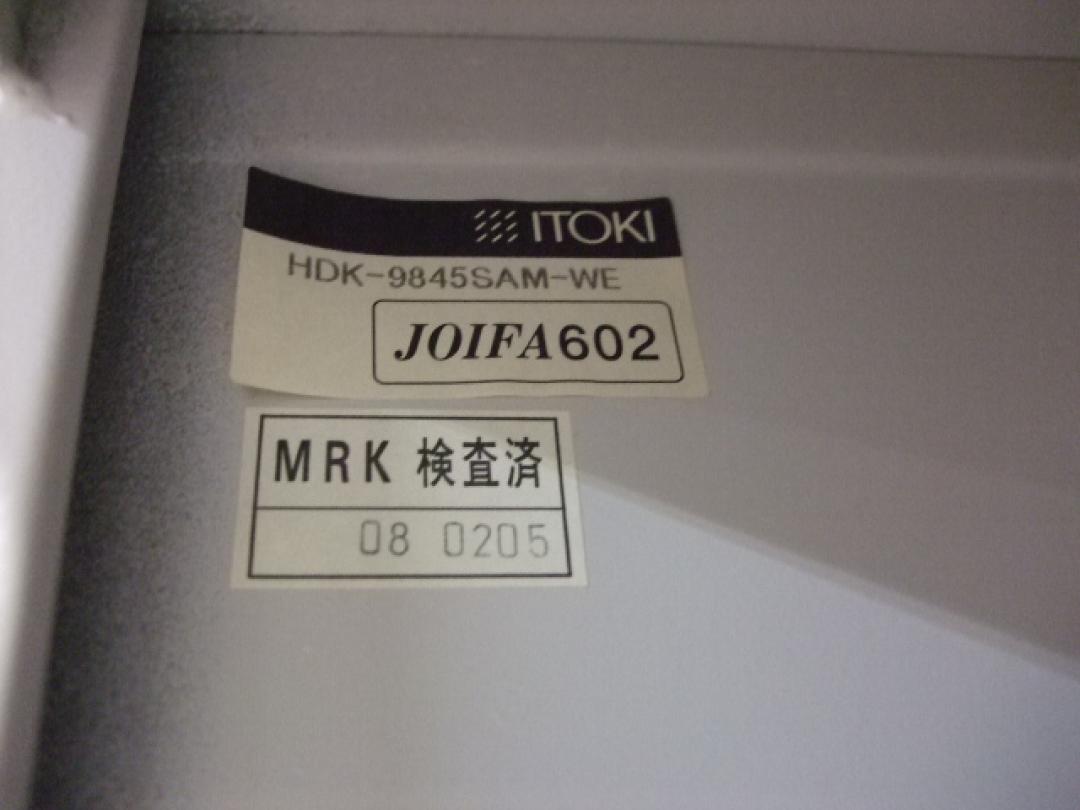 ITOKI
HDK-9845SAM-WE
JOIFA602
MRK 検査済
08 0205